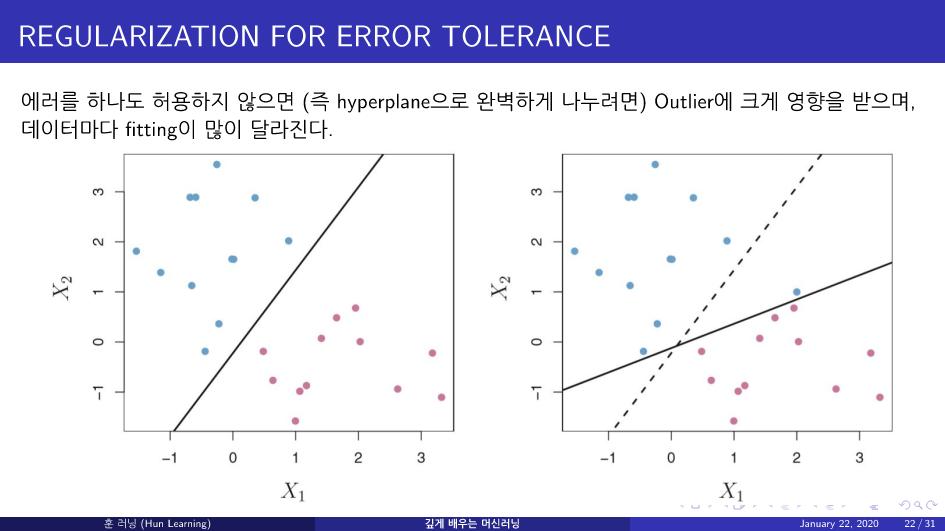 REGULARIZATION FOR ERROR TOLERANCE
에러를 하나도 허용하지 않으면 (즉 hyperplane으로 완벽하게 나누려면) Outlier에 크게 영향을 받으며,
데이터마다 fitting이 많이 달라진다.
3
2
1
0
−1
X₂
−1 0 1 2 3
X₁
3
2
1
0
−1
X₂
−1 0 1 2 3
X₁
훈 러닝 (Hun Learning) 깊게 배우는 머신러닝 January 22, 2020 22 / 31